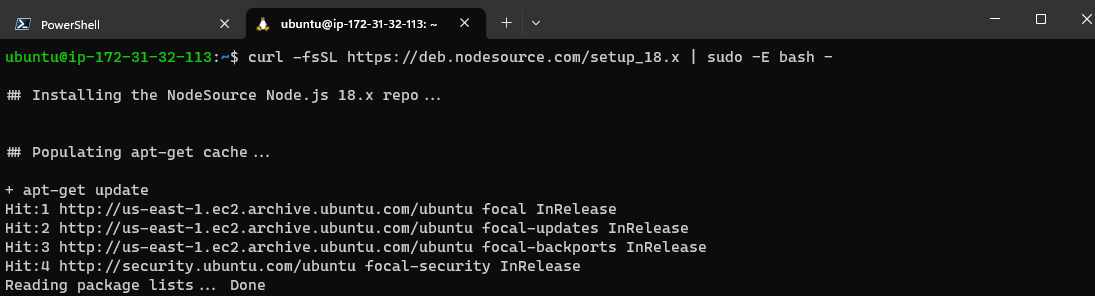 PowerShell
ubuntu@ip-172-31-32-113: ~
ubuntu@ip-172-31-32-113:~$ curl -fsSL https://deb.nodesource.com/setup_18.x | sudo -E bash -
## Installing the NodeSource Node.js 18.x repo...
## Populating apt-get cache...
+ apt-get update
Hit:1 http://us-east-1.ec2.archive.ubuntu.com/ubuntu focal InRelease
Hit:2 http://us-east-1.ec2.archive.ubuntu.com/ubuntu focal-updates InRelease
Hit:3 http://us-east-1.ec2.archive.ubuntu.com/ubuntu focal-backports InRelease
Hit:4 http://security.ubuntu.com/ubuntu focal-security InRelease
Reading package lists... Done